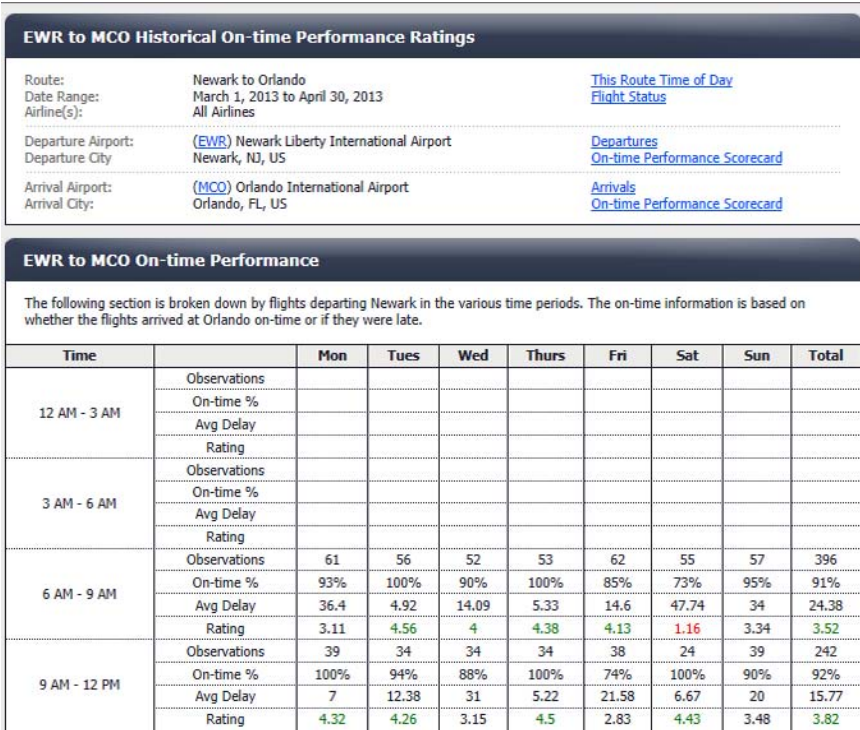 EWR to MCO Historical On-time Performance Ratings
Route: Newark to Orlando This Route Time of Day
Date Range: March 1, 2013 to April 30, 2013 Flight Status
Airline(s): All Airlines
Departure Airport: (EWR) Newark Liberty International Airport Departures
Departure City Newark, NJ, US On-time Performance Scorecard
Arrival Airport: (MCO) Orlando International Airport Arrivals
Arrival City: Orlando, FL, US On-time Performance Scorecard
EWR to MCO On-time Performance
The following section is broken down by flights departing Newark in the various time periods. The on-time information is based on
whether the flights arrived at Orlando on-time or if they were late.
Time Mon Tues Wed Thurs Fri Sat Sun Total
12 AM - 3 AM
Observations
On-time %
Avg Delay
Rating
3 AM - 6 AM
Observations
On-time %
Avg Delay
Rating
6 AM - 9 AM
Observations 61 56 52 53 62 55 57 396
On-time % 93% 100% 90% 100% 85% 73% 95% 91%
Avg Delay 36.4 4.92 14.09 5.33 14.6 47.74 34 24.38
Rating 3.11 4.56 4 4.38 4.13 1.16 3.34 3.52
9 AM - 12 PM
Observations 39 34 34 34 38 24 39 242
On-time % 100% 94% 88% 100% 74% 100% 90% 92%
Avg Delay 7 12.38 31 5.22 21.58 6.67 20 15.77
Rating 4.32 4.26 3.15 4.5 2.83 4.43 3.48 3.82